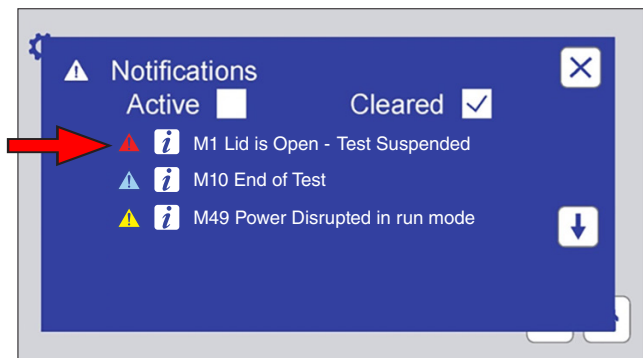 Notifications
Active Cleared
M1 Lid is Open - Test Suspended
M10 End of Test
M49 Power Disrupted in run mode